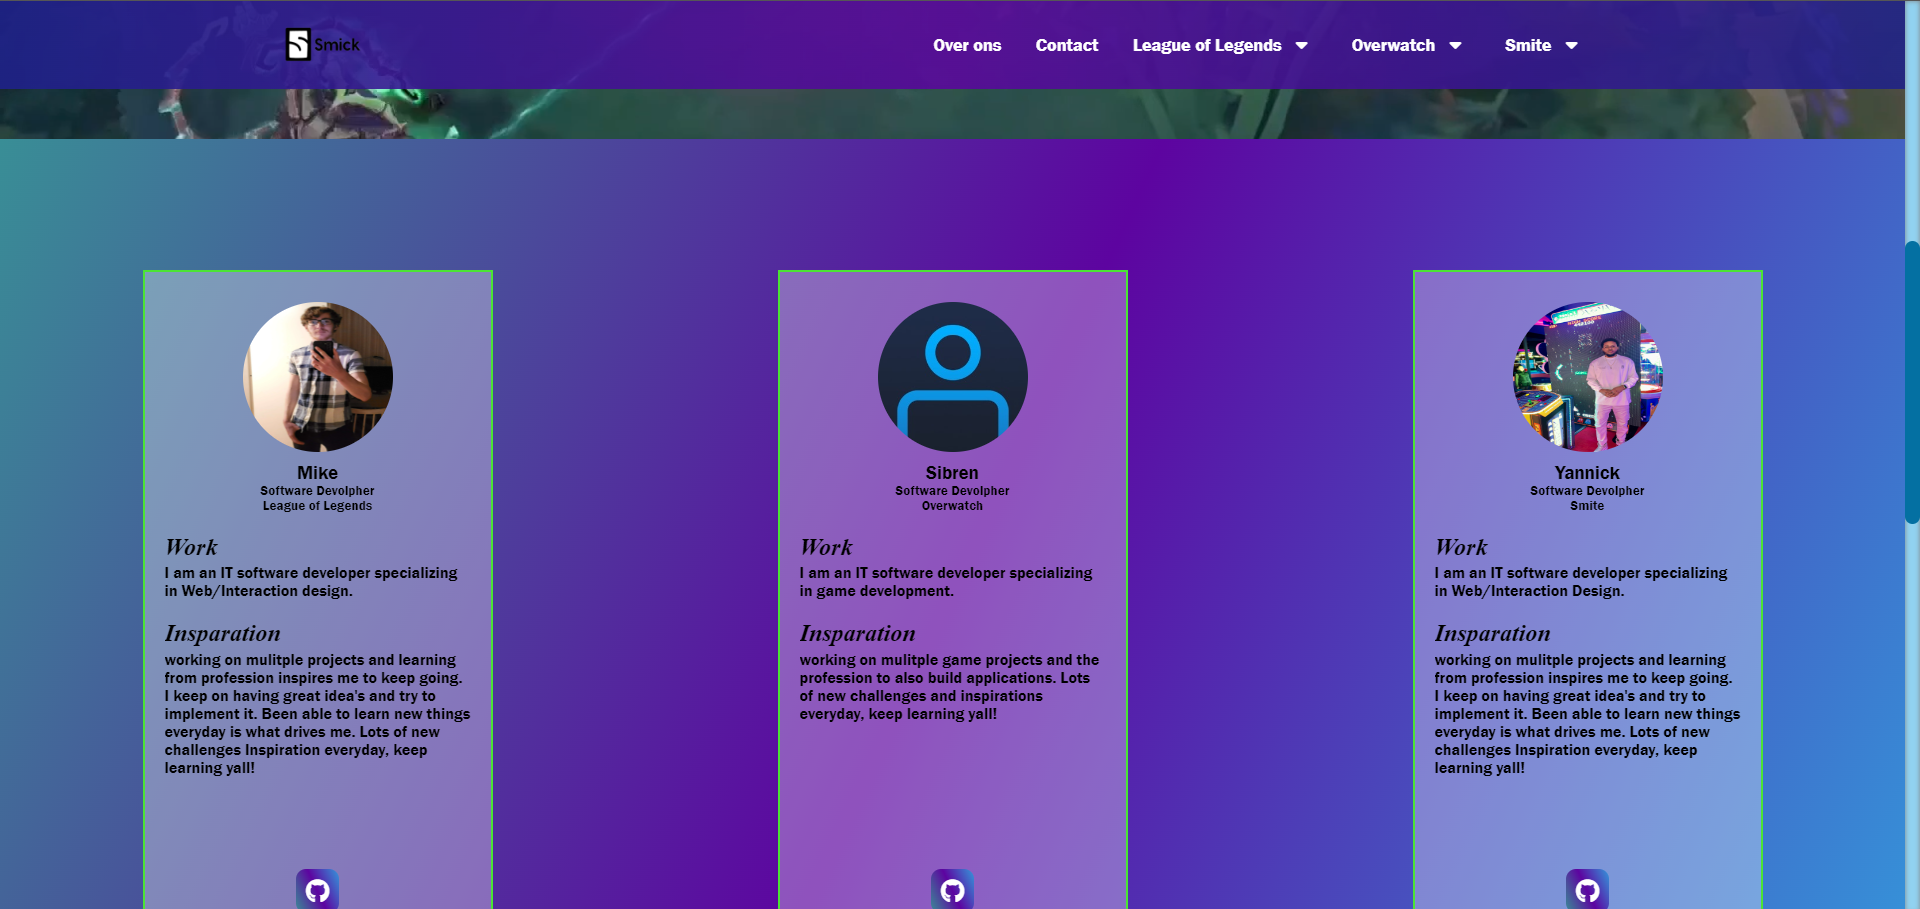 Smick
Over ons
Contact
League of Legends
Overwatch
Smite
Mike
Software Devolpher
League of Legends
Work
I am an IT software developer specializing
in Web/Interaction design.
Insparation
working on mulitple projects and learning
from profession inspires me to keep going.
I keep on having great idea's and try to
implement it. Been able to learn new things
everyday is what drives me. Lots of new
challenges Inspiration everyday, keep
learning yall!
Sibren
Software Devolpher
Overwatch
Work
I am an IT software developer specializing
in game development.
Insparation
working on mulitple game projects and the
profession to also build applications. Lots
of new challenges and inspirations
everyday, keep learning yall!
Yannick
Software Devolpher
Smite
Work
I am an IT software developer specializing
in Web/Interaction Design.
Insparation
working on mulitple projects and learning
from profession inspires me to keep going.
I keep on having great idea's and try to
implement it. Been able to learn new things
everyday is what drives me. Lots of new
challenges Inspiration everyday, keep
learning yall!